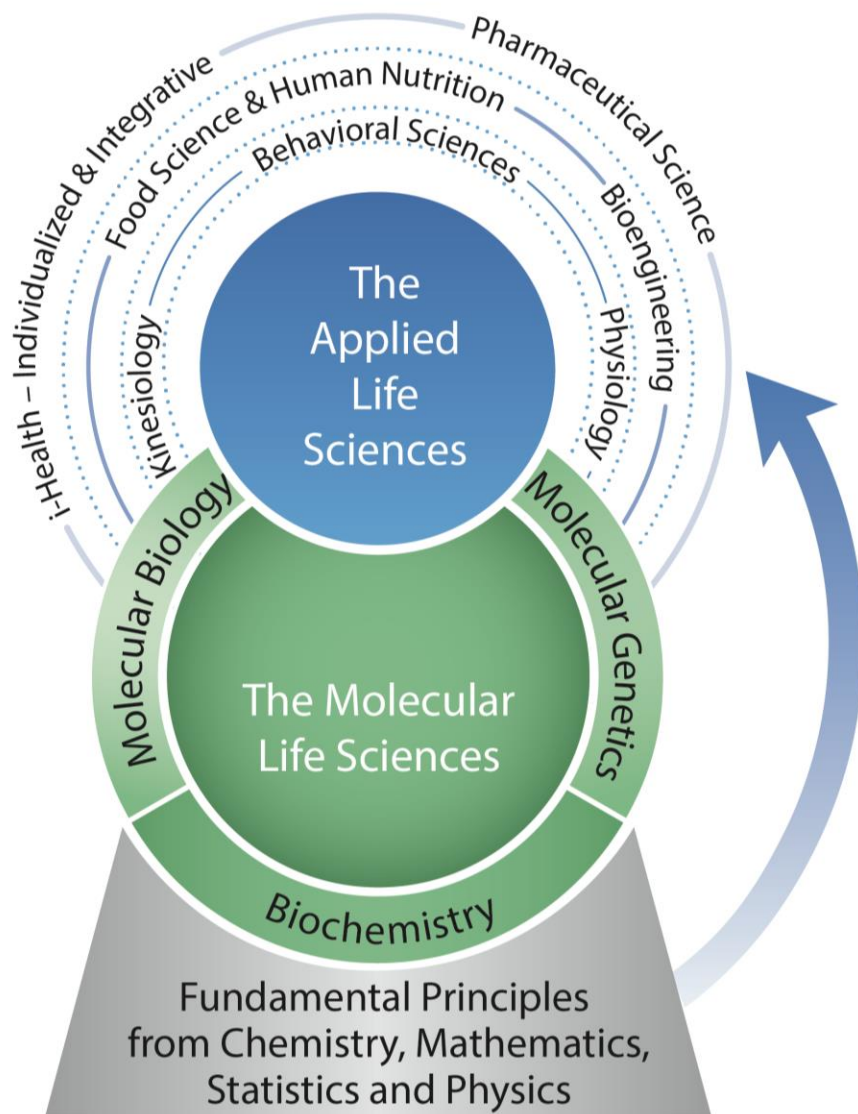 i-Health – Individualized & Integrative
Pharmaceutical Science
Food Science & Human Nutrition
Bioengineering
Kinesiology
Behavioral Sciences
Physiology
The
Applied
Life
Sciences
Molecular Biology
Molecular Genetics
The Molecular
Life Sciences
Biochemistry
Fundamental Principles
from Chemistry, Mathematics,
Statistics and Physics